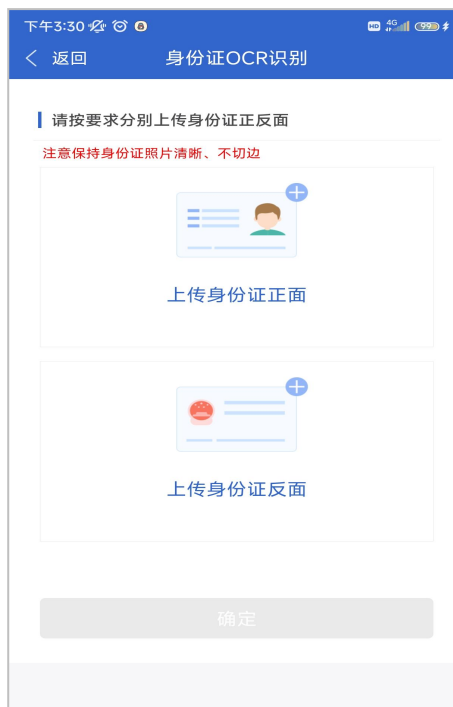 下午3:30
HD 4G 99
返回 身份证OCR识别
请按要求分别上传身份证正反面
注意保持身份证照片清晰、不切边
上传身份证正面
上传身份证反面
确定